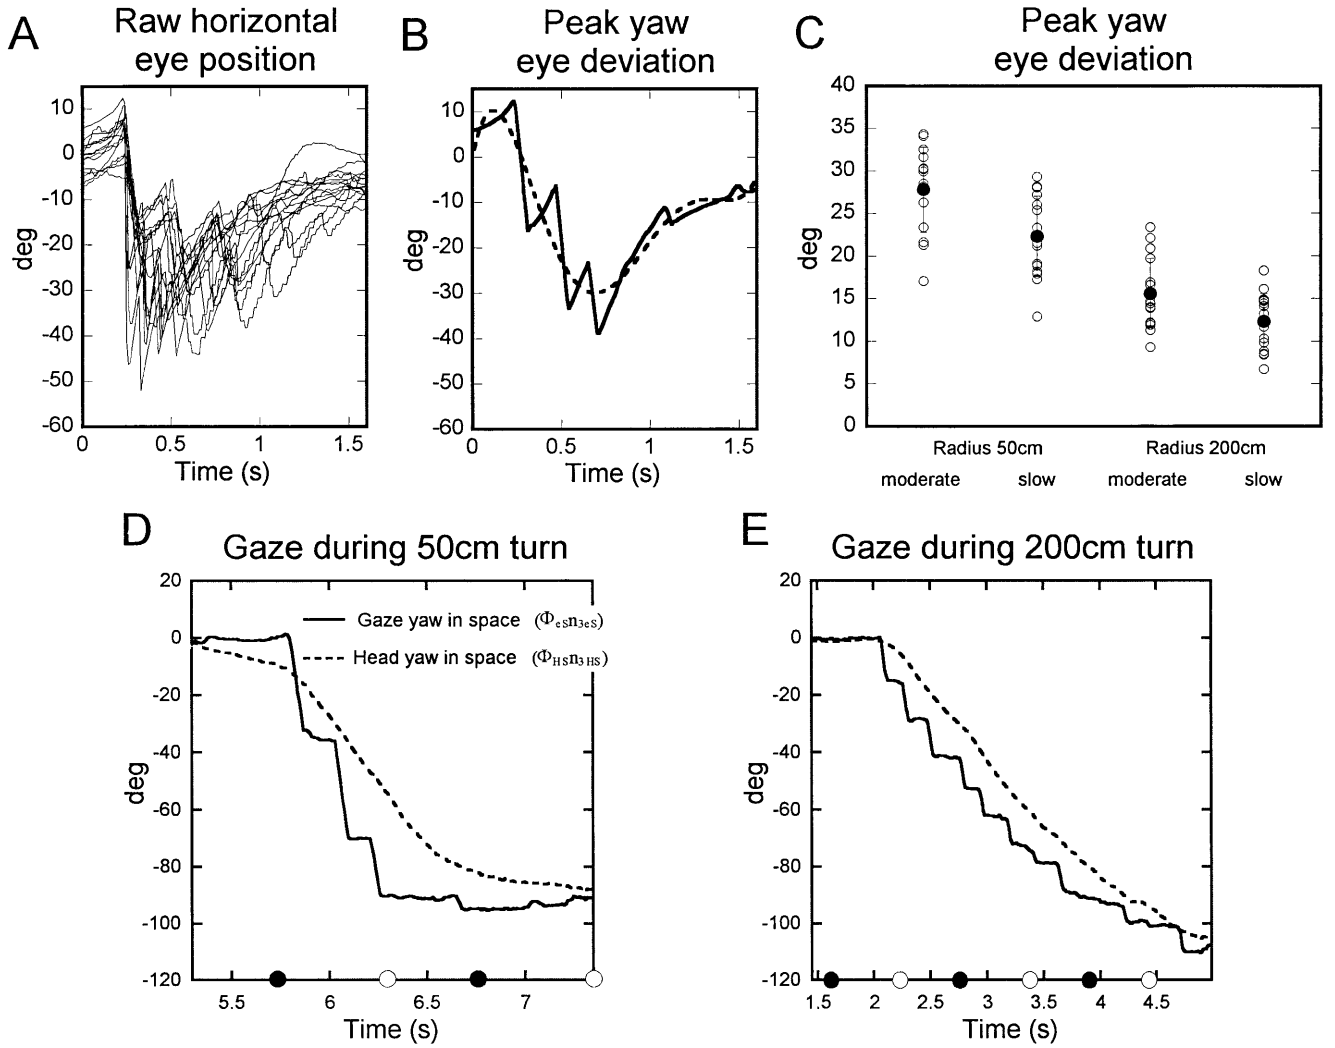 A
Raw horizontal
eye position
10
0
-10
-20
-30
-40
-50
-60
deg
0
0.5
1
1.5
Time (s)
B
Peak yaw
eye deviation
10
0
-10
-20
-30
-40
-50
-60
deg
0
0.5
1
1.5
Time (s)
C
Peak yaw
eye deviation
40
35
30
25
20
15
10
5
0
deg
Radius 50cm
Radius 200cm
moderate
slow
moderate
slow
D
Gaze during 50cm turn
20
0
-20
-40
-60
-80
-100
-120
deg
Gaze yaw in space (ΦeSn3eS)
Head yaw in space (ΦHSn3HS)
5.5
6
6.5
7
Time (s)
E
Gaze during 200cm turn
20
0
-20
-40
-60
-80
-100
-120
deg
1.5
2
2.5
3
3.5
4
4.5
Time (s)